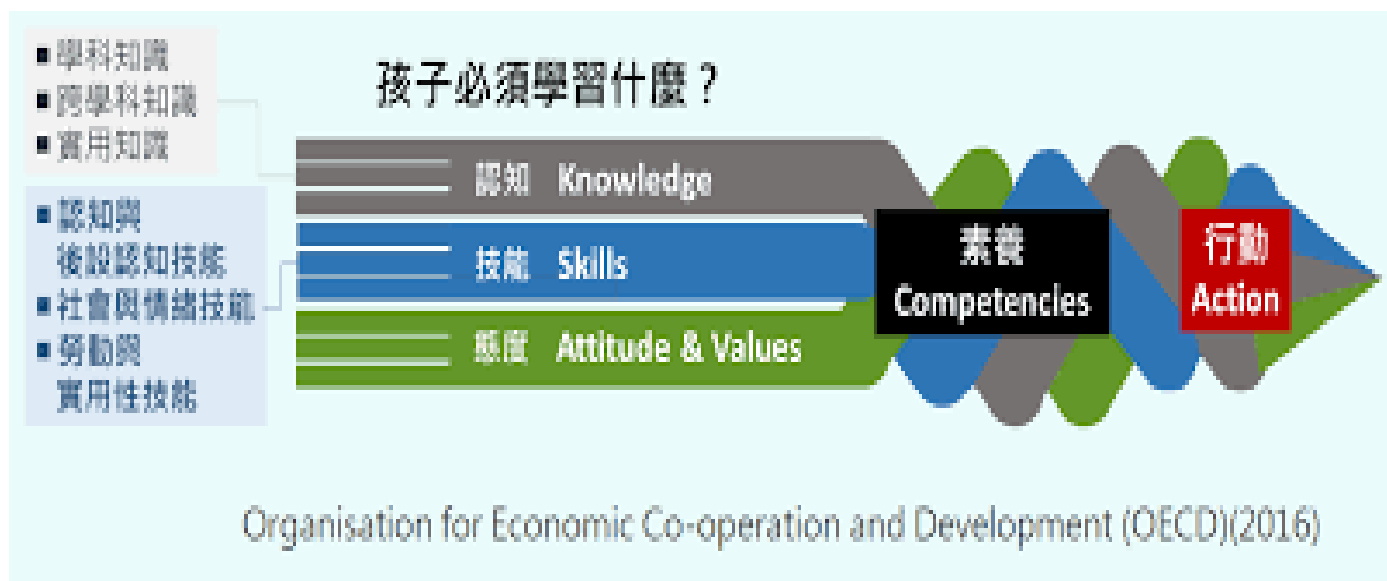 孩子必須學習什麼？
■ 學科知識
■ 跨學科知識
■ 實用知識
■ 認知與
後設認知技能
■ 社會與情緒技能
■ 勞動與
實用性技能
認知 Knowledge
技能 Skills
態度 Attitude & Values
素養
Competencies
行動
Action
Organisation for Economic Co-operation and Development (OECD)(2016)